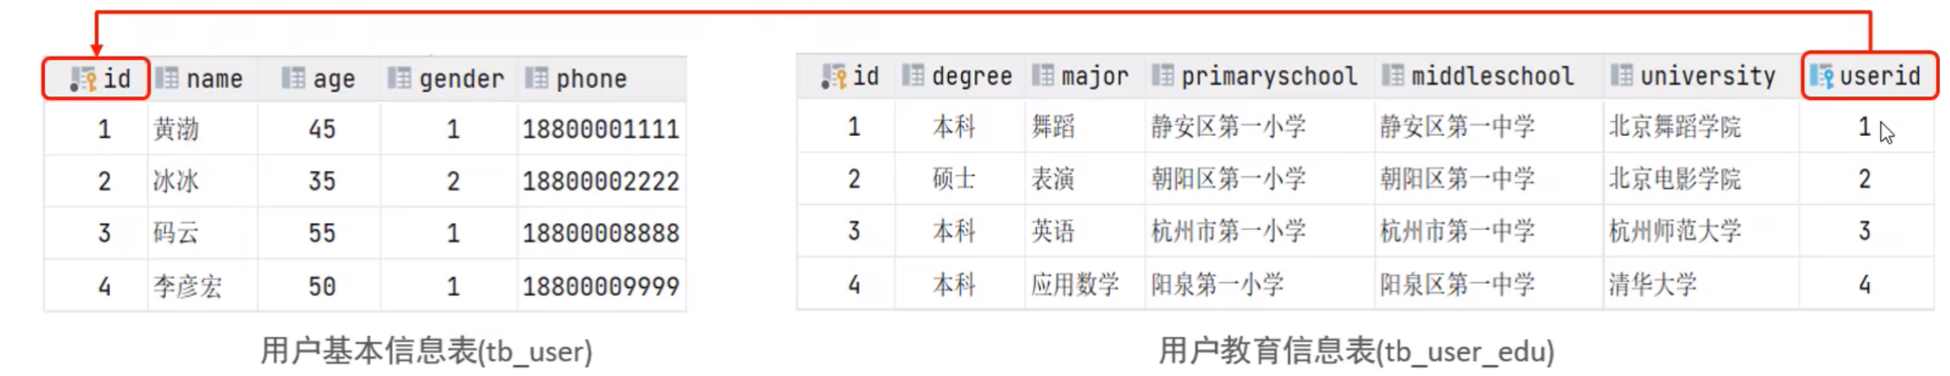 id name age gender phone
1 黄渤 45 1 18800001111
2 冰冰 35 2 18800002222
3 码云 55 1 18800008888
4 李彦宏 50 1 18800009999
用户基本信息表(tb_user)
id degree major primaryschool middleschool university userid
1 本科 舞蹈 静安区第一小学 静安区第一中学 北京舞蹈学院 1
2 硕士 表演 朝阳区第一小学 朝阳区第一中学 北京电影学院 2
3 本科 英语 杭州市第一小学 杭州市第一中学 杭州师范大学 3
4 本科 应用数学 阳泉第一小学 阳泉区第一中学 清华大学 4
用户教育信息表(tb_user_edu)